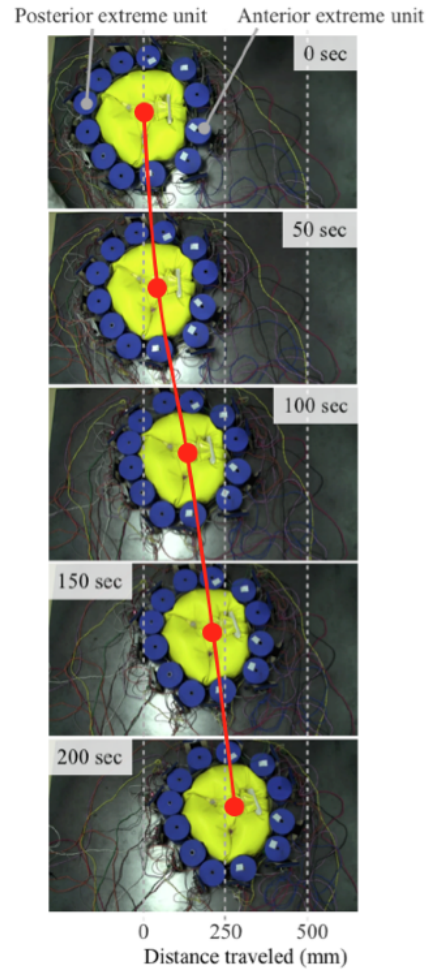 Posterior extreme unit Anterior extreme unit
0 sec
50 sec
100 sec
150 sec
200 sec
0 250 500
Distance traveled (mm)